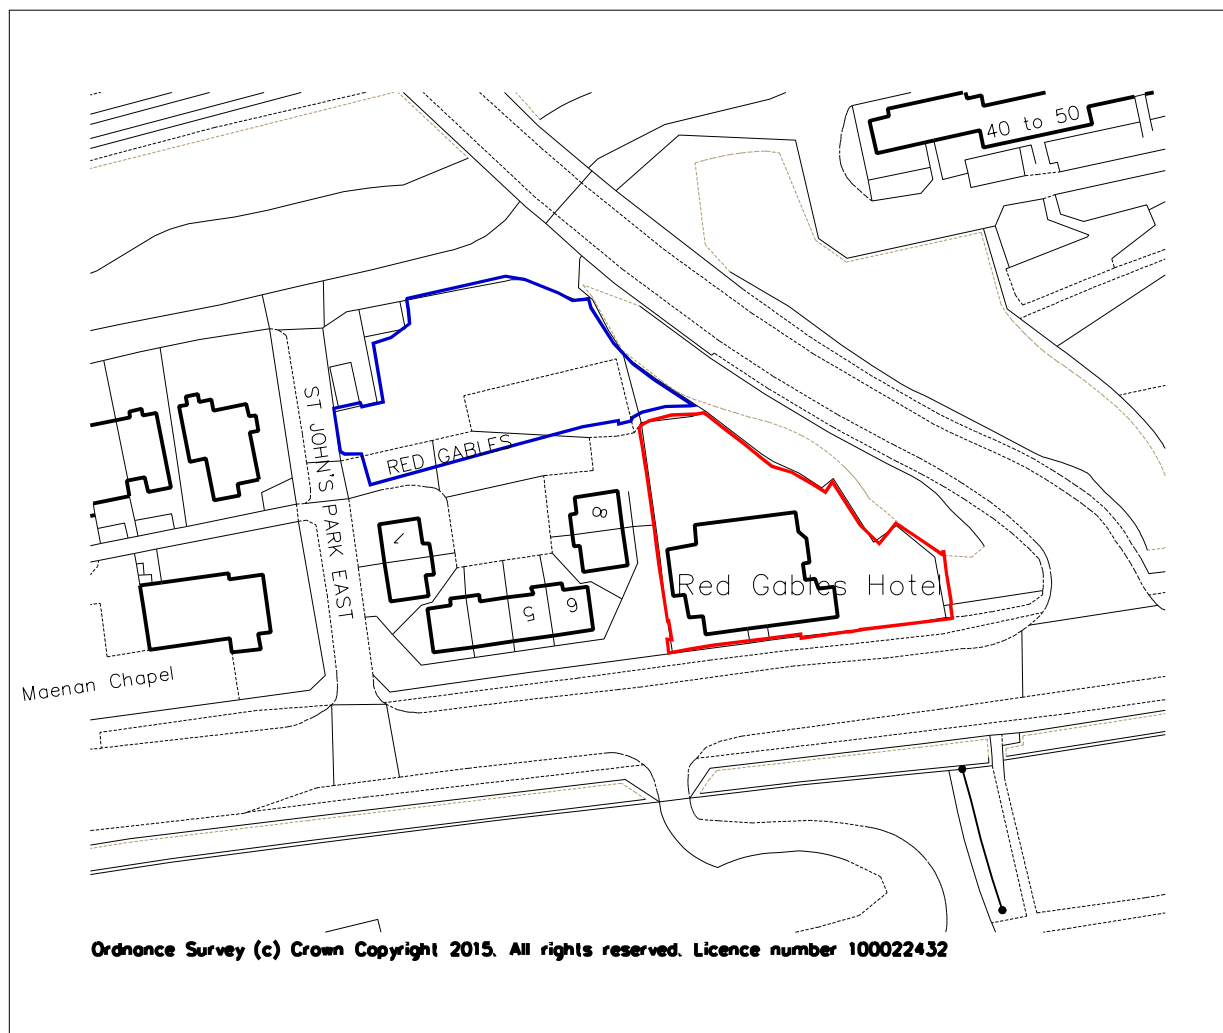 40 to 50
ST JOHN'S PARK EAST
RED GABLES
8
1
Red Gables Hotel
6
5
Maenan Chapel
Ordnance Survey (c) Crown Copyright 2015. All rights reserved. Licence number 100022432